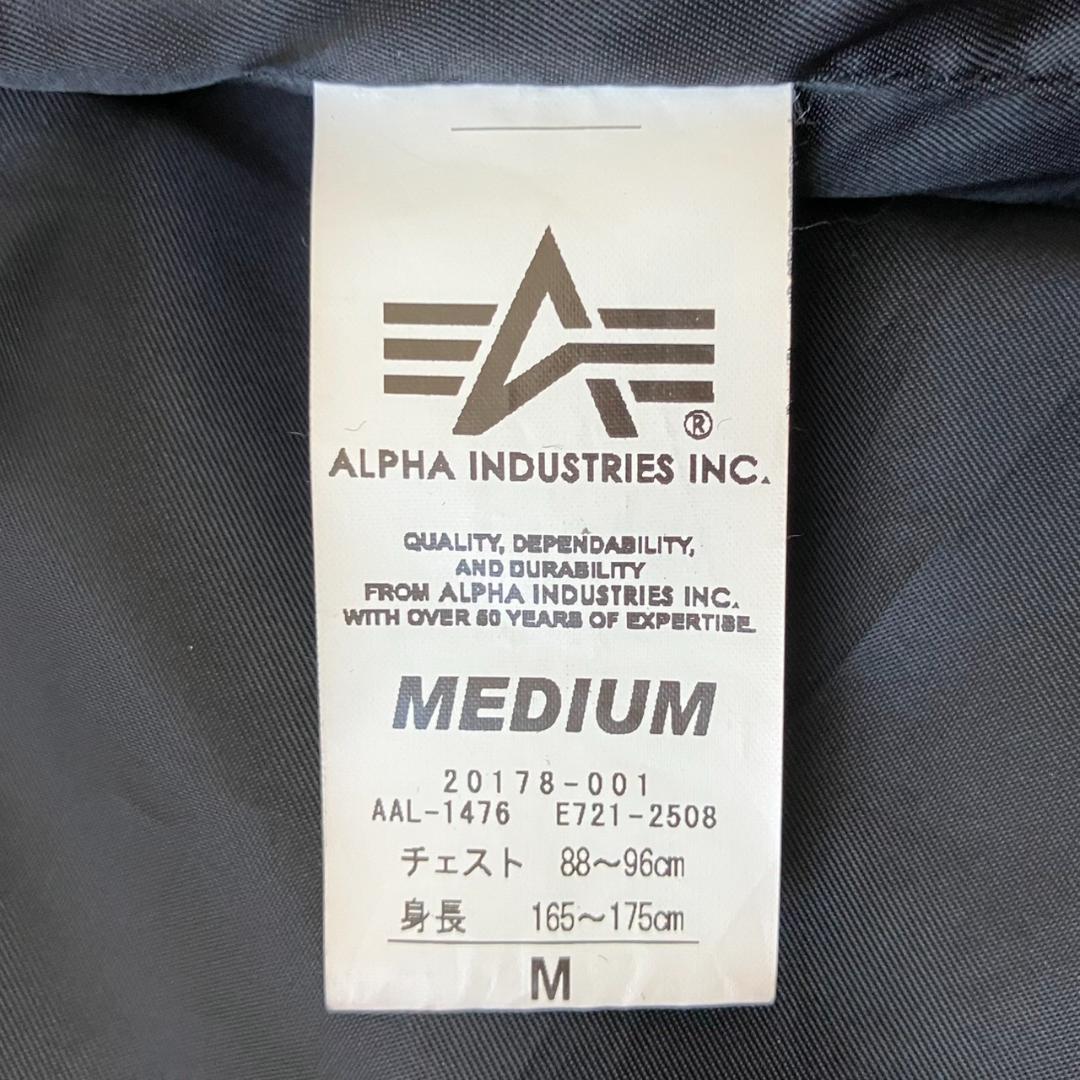 ®
ALPHA INDUSTRIES INC.
QUALITY, DEPENDABILITY,
AND DURABILITY
FROM ALPHA INDUSTRIES INC.
WITH OVER 50 YEARS OF EXPERTISE.
MEDIUM
20178-001
AAL-1476 E721-2508
チェスト 88〜96cm
身長 165〜175cm
M